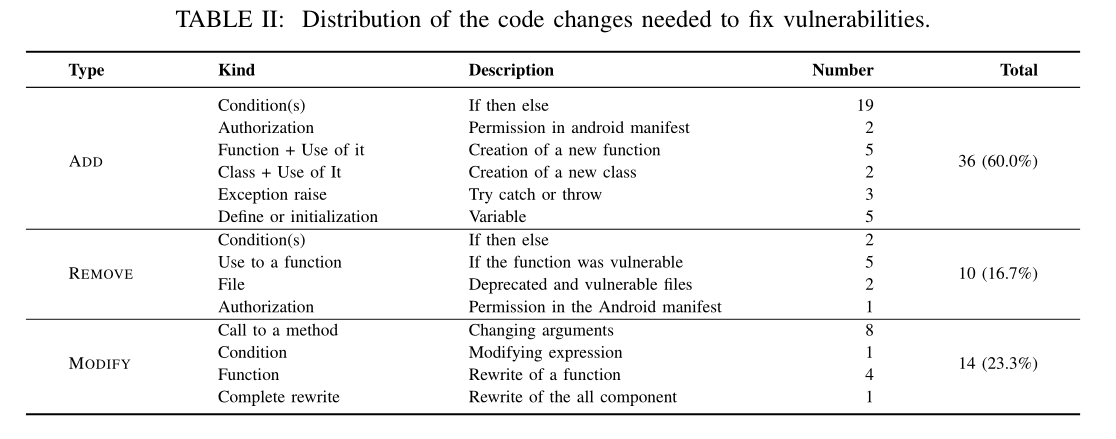 TABLE II: Distribution of the code changes needed to fix vulnerabilities.
Type Kind Description Number Total
Condition(s) If then else 19
Authorization Permission in android manifest 2
Function + Use of it Creation of a new function 5
ADD 36 (60.0%)
Class + Use of It Creation of a new class 2
Exception raise Try catch or throw 3
Define or initialization Variable 5
Condition(s) If then else 2
Use to a function If the function was vulnerable 5
REMOVE 10 (16.7%)
File Deprecated and vulnerable files 2
Authorization Permission in the Android manifest 1
Call to a method Changing arguments 8
Condition Modifying expression 1
MODIFY 14 (23.3%)
Function Rewrite of a function 4
Complete rewrite Rewrite of the all component 1